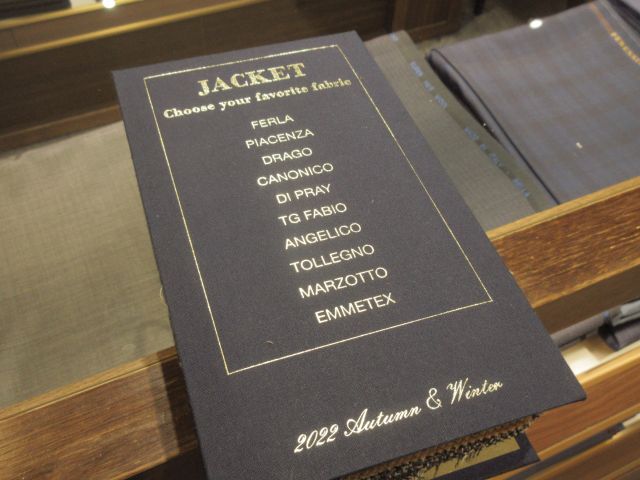 JACKET
Choose your favorite fabric
FERLA
PIACENZA
DRAGO
CANONICO
DI PRAY
TG FABIO
ANGELICO
TOLLEGNO
MARZOTTO
EMMETEX
2022 Autumn & Winter